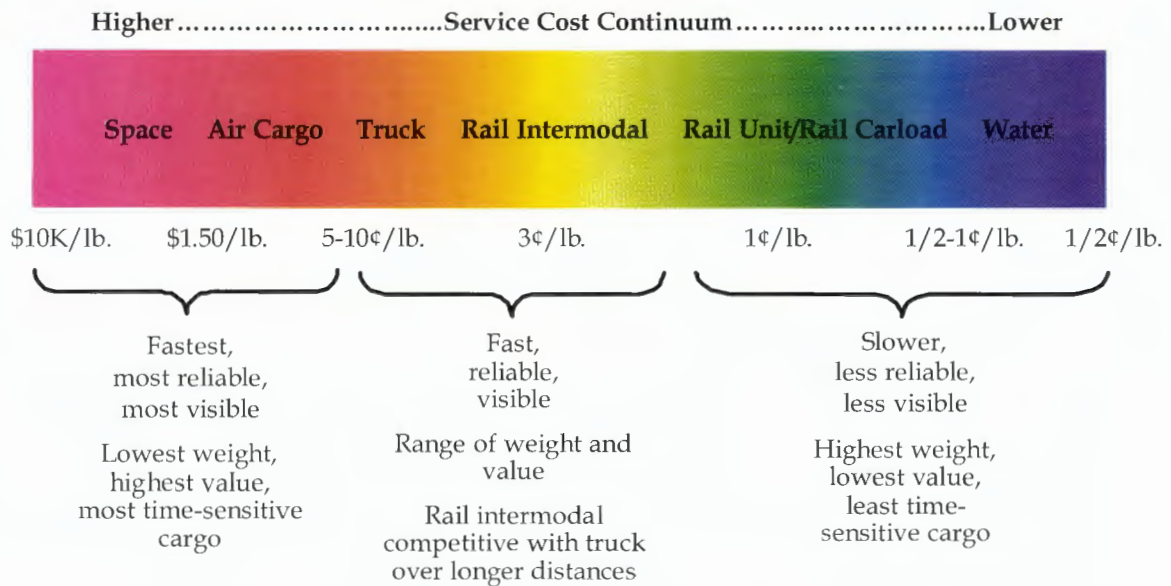 Higher………………………......Service Cost Continuum………......…………………..Lower
Space Air Cargo Truck Rail Intermodal Rail Unit/Rail Carload Water
$10K/lb. $1.50/lb. 5-10¢/lb. 3¢/lb. 1¢/lb. 1/2-1¢/lb. 1/2¢/lb.
Fastest,
most reliable,
most visible
Lowest weight,
highest value,
most time-sensitive
cargo
Fast,
reliable,
visible
Range of weight and
value
Rail intermodal
competitive with truck
over longer distances
Slower,
less reliable,
less visible
Highest weight,
lowest value,
least time-
sensitive cargo